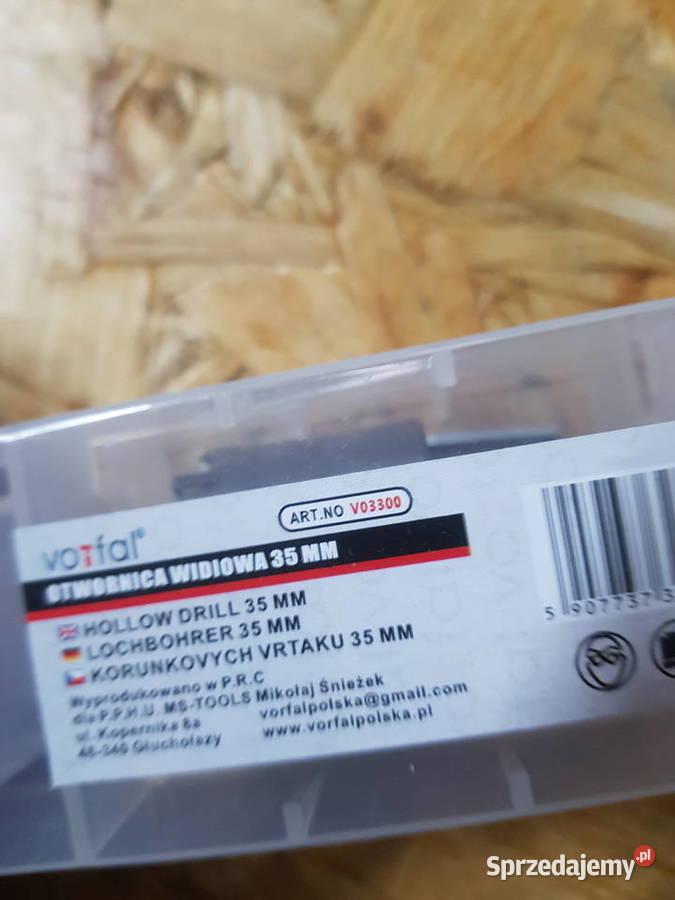 ART.NO V03300
vorfal®
OTWORNICA WIDIOWA 35 MM
HOLLOW DRILL 35 MM
LOCHBOHRER 35 MM
KORUNKOVYCH VRTAKU 35 MM
Wyprodukowano w P.R.C
dla P.P.H.U. MS-TOOLS Mikołaj Śnieżek
ul. Kopernika 8a
48-340 Głuchołazy
vorfalpolska@gmail.com
www.vorfalpolska.pl
5 907737 3
Sprzedajemy.pl